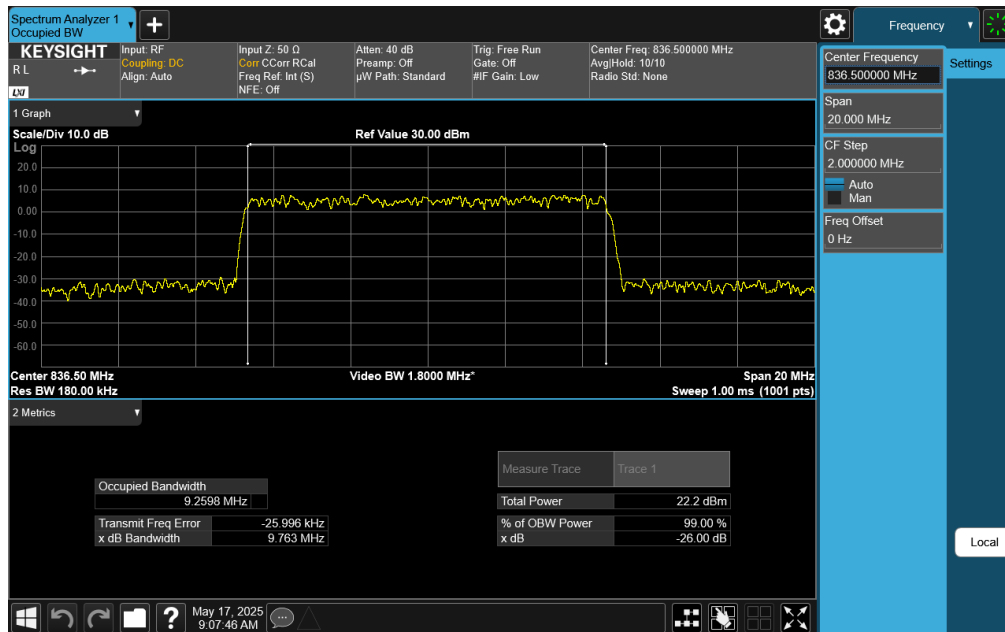 Spectrum Analyzer 1
Occupied BW
Frequency
KEYSIGHT
R L
LXI
Input: RF
Coupling: DC
Align: Auto
Input Z: 50 Ω
Corr CCorr RCal
Freq Ref: Int (S)
NFE: Off
Atten: 40 dB
Preamp: Off
µW Path: Standard
Trig: Free Run
Gate: Off
#IF Gain: Low
Center Freq: 836.500000 MHz
Avg|Hold: 10/10
Radio Std: None
Center Frequency
836.500000 MHz
Settings
Span
20.000 MHz
CF Step
2.000000 MHz
Auto
Man
Freq Offset
0 Hz
1 Graph
Scale/Div 10.0 dB
Ref Value 30.00 dBm
Log
20.0
10.0
0.00
-10.0
-20.0
-30.0
-40.0
-50.0
-60.0
Center 836.50 MHz
Video BW 1.8000 MHz*
Span 20 MHz
Res BW 180.00 kHz
Sweep 1.00 ms (1001 pts)
2 Metrics
Measure Trace Trace 1
Occupied Bandwidth
9.2598 MHz
Total Power 22.2 dBm
Transmit Freq Error -25.996 kHz
% of OBW Power 99.00 %
x dB Bandwidth 9.763 MHz
x dB -26.00 dB
Local
May 17, 2025
9:07:46 AM